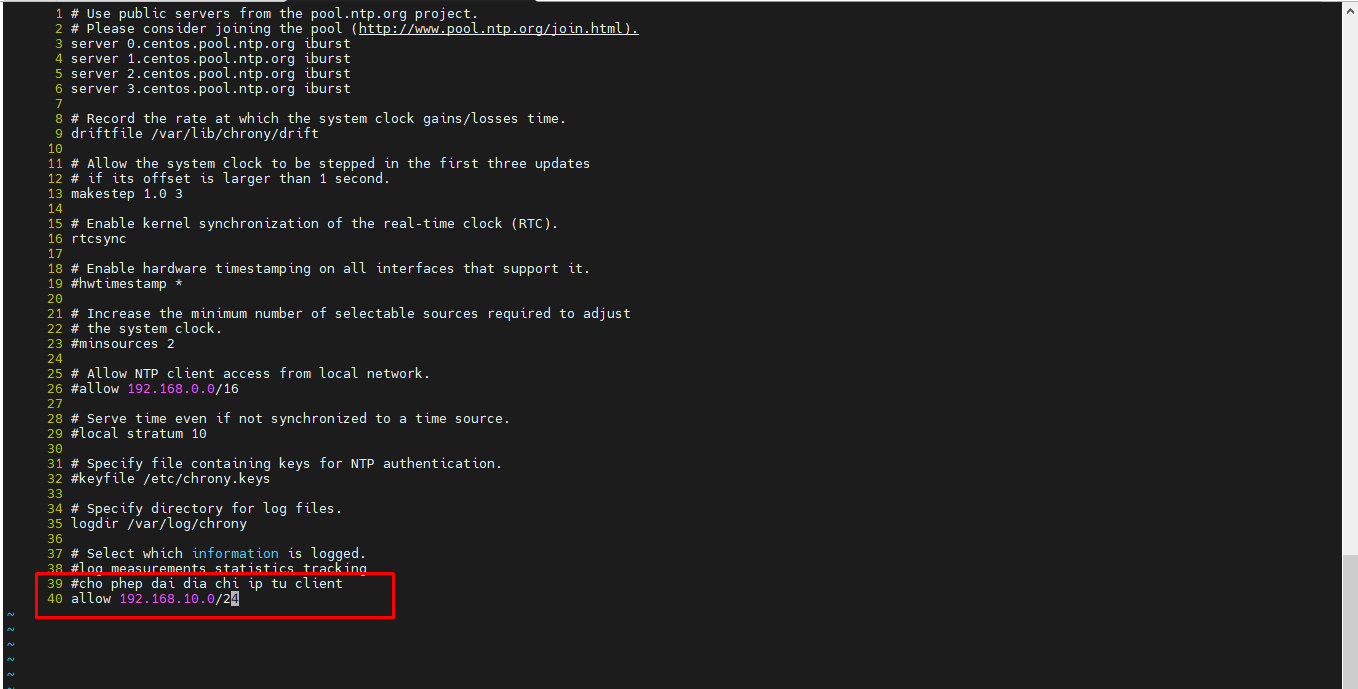 1 # Use public servers from the pool.ntp.org project.
2 # Please consider joining the pool (http://www.pool.ntp.org/join.html).
3 server 0.centos.pool.ntp.org iburst
4 server 1.centos.pool.ntp.org iburst
5 server 2.centos.pool.ntp.org iburst
6 server 3.centos.pool.ntp.org iburst
7
8 # Record the rate at which the system clock gains/losses time.
9 driftfile /var/lib/chrony/drift
10
11 # Allow the system clock to be stepped in the first three updates
12 # if its offset is larger than 1 second.
13 makestep 1.0 3
14
15 # Enable kernel synchronization of the real-time clock (RTC).
16 rtcsync
17
18 # Enable hardware timestamping on all interfaces that support it.
19 #hwtimestamp *
20
21 # Increase the minimum number of selectable sources required to adjust
22 # the system clock.
23 #minsources 2
24
25 # Allow NTP client access from local network.
26 #allow 192.168.0.0/16
27
28 # Serve time even if not synchronized to a time source.
29 #local stratum 10
30
31 # Specify file containing keys for NTP authentication.
32 #keyfile /etc/chrony.keys
33
34 # Specify directory for log files.
35 logdir /var/log/chrony
36
37 # Select which information is logged.
38 #log measurements statistics tracking
39 #cho phep dai dia chi ip tu client
40 allow 192.168.10.0/24
~
~
~
~
~
~